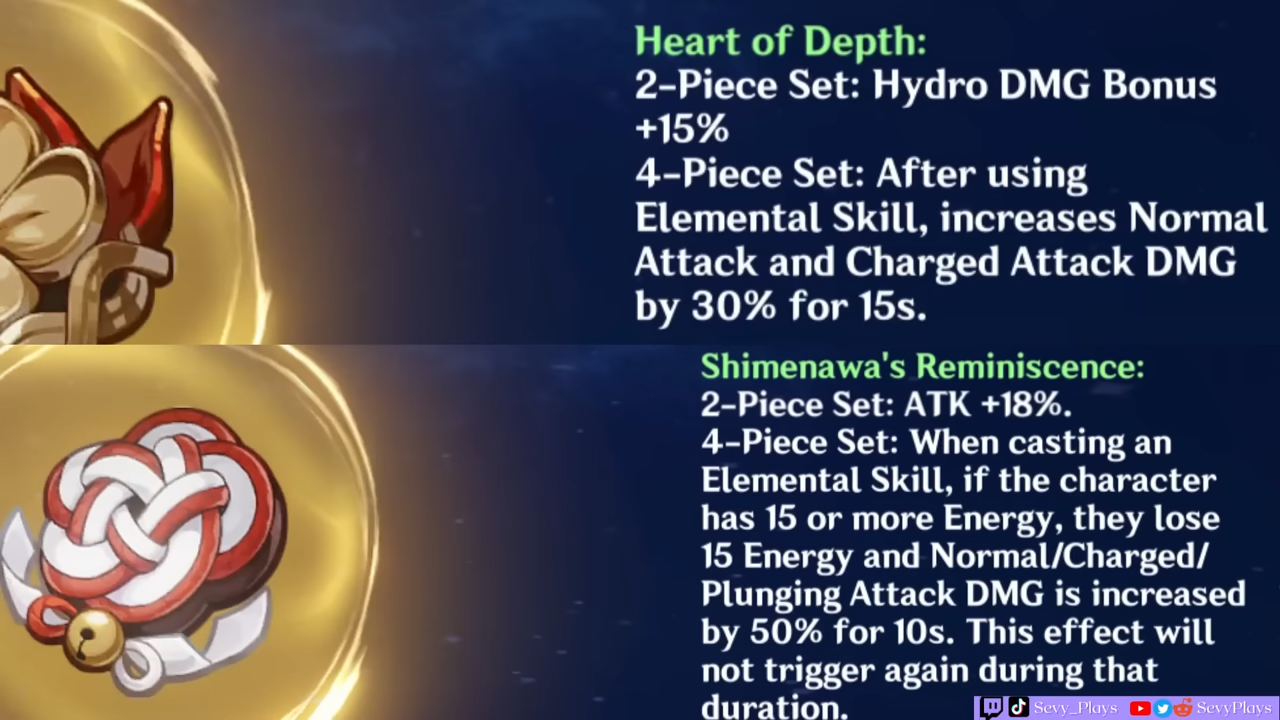 Heart of Depth:
2-Piece Set: Hydro DMG Bonus
+15%
4-Piece Set: After using
Elemental Skill, increases Normal
Attack and Charged Attack DMG
by 30% for 15s.
Shimenawa's Reminiscence:
2-Piece Set: ATK +18%.
4-Piece Set: When casting an
Elemental Skill, if the character
has 15 or more Energy, they lose
15 Energy and Normal/Charged/
Plunging Attack DMG is increased
by 50% for 10s. This effect will
not trigger again during that
duration.
Sevy_Plays SevyPlays